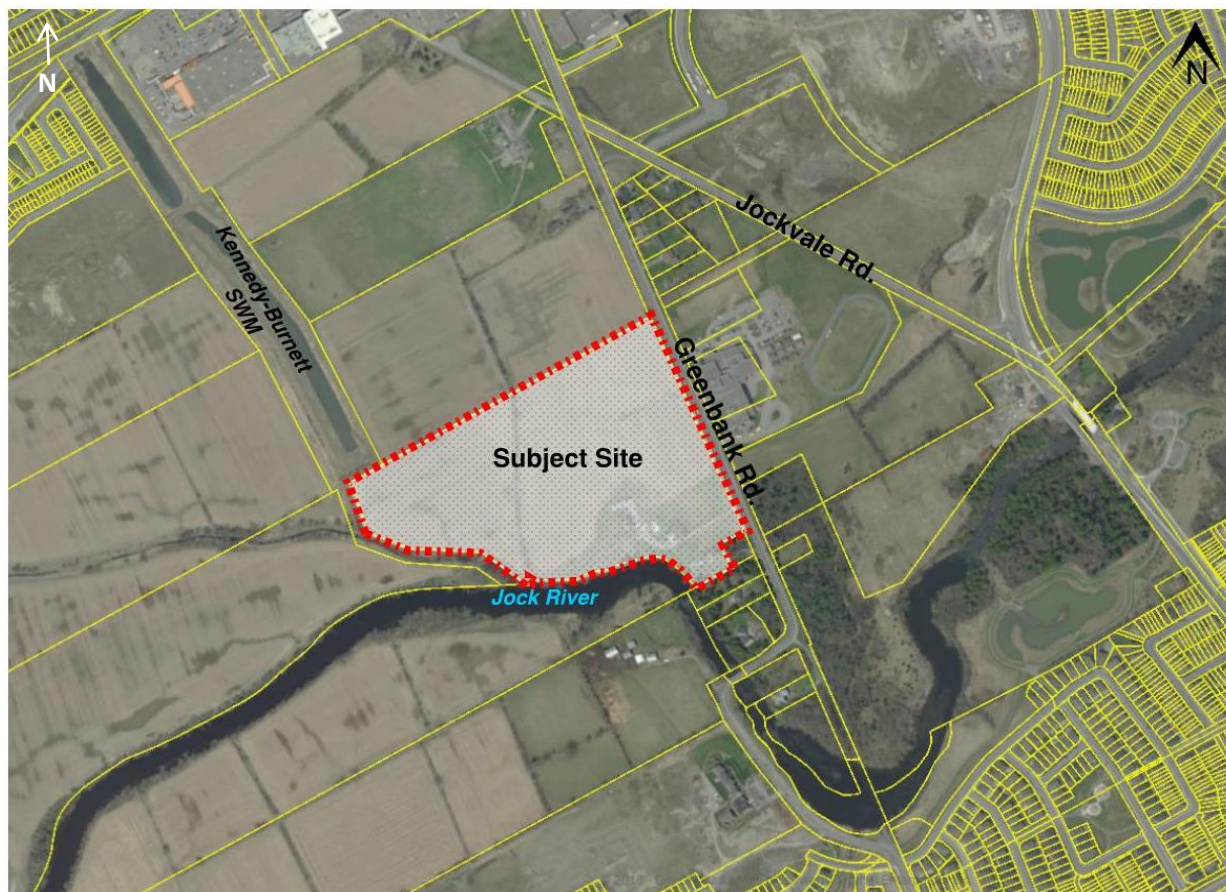 N
N
Jockvale Rd.
Kennedy-Burnett
SWM
Greenbank Rd.
Subject Site
Jock River